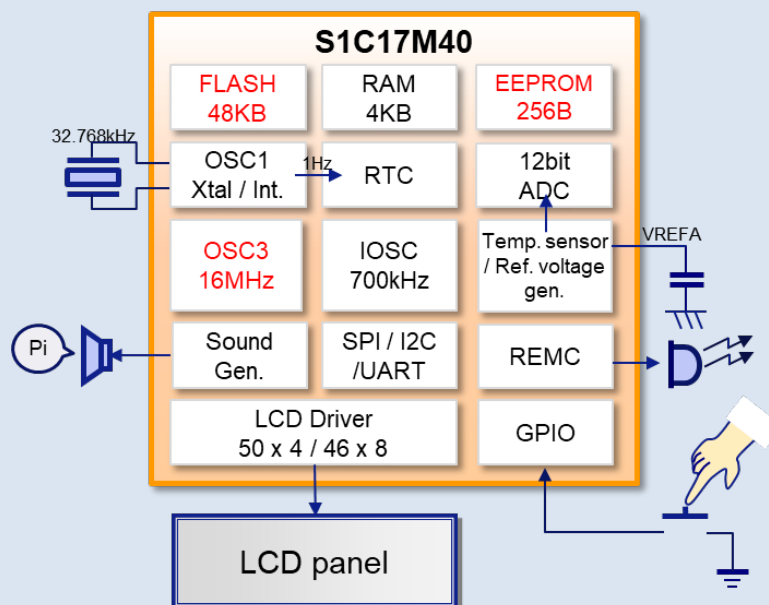 S1C17M40
FLASH
48KB
RAM
4KB
EEPROM
256B
32.768kHz
OSC1
Xtal / Int.
1Hz
RTC
12bit
ADC
OSC3
16MHz
IOSC
700kHz
Temp. sensor
/ Ref. voltage
gen.
VREFA
Pi
Sound
Gen.
SPI / I2C
/UART
REMC
LCD Driver
50 x 4 / 46 x 8
GPIO
LCD panel